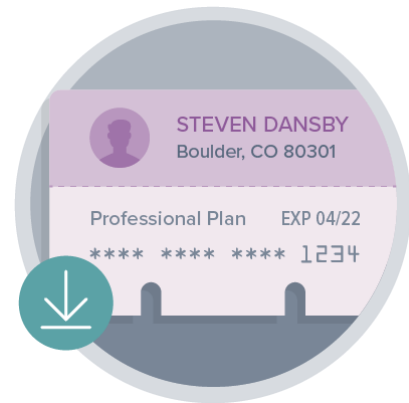 STEVEN DANSBY
Boulder, CO 80301
Professional Plan EXP 04/22
**** **** **** 1234